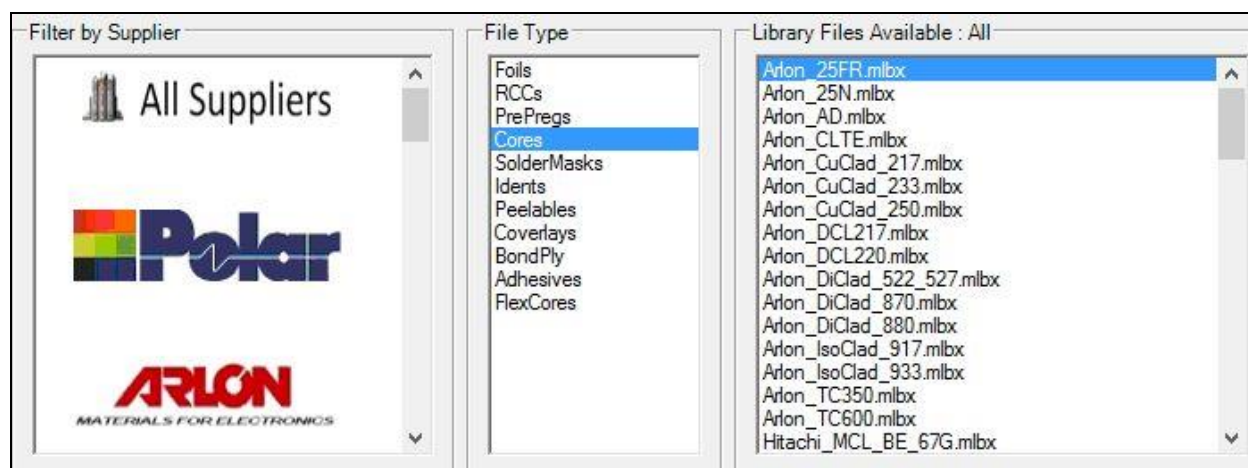 Filter by Supplier
All Suppliers
Polar
ARLON
MATERIALS FOR ELECTRONICS
File Type
Foils
RCCs
PrePregs
Cores
SolderMasks
Idents
Peelables
Coverlays
BondPly
Adhesives
FlexCores
Library Files Available : All
Arlon_25FR.mlbx
Arlon_25N.mlbx
Arlon_AD.mlbx
Arlon_CLTE.mlbx
Arlon_CuClad_217.mlbx
Arlon_CuClad_233.mlbx
Arlon_CuClad_250.mlbx
Arlon_DCL217.mlbx
Arlon_DCL220.mlbx
Arlon_DiClad_522_527.mlbx
Arlon_DiClad_870.mlbx
Arlon_DiClad_880.mlbx
Arlon_IsoClad_917.mlbx
Arlon_IsoClad_933.mlbx
Arlon_TC350.mlbx
Arlon_TC600.mlbx
Hitachi_MCL_BE_67G.mlbx